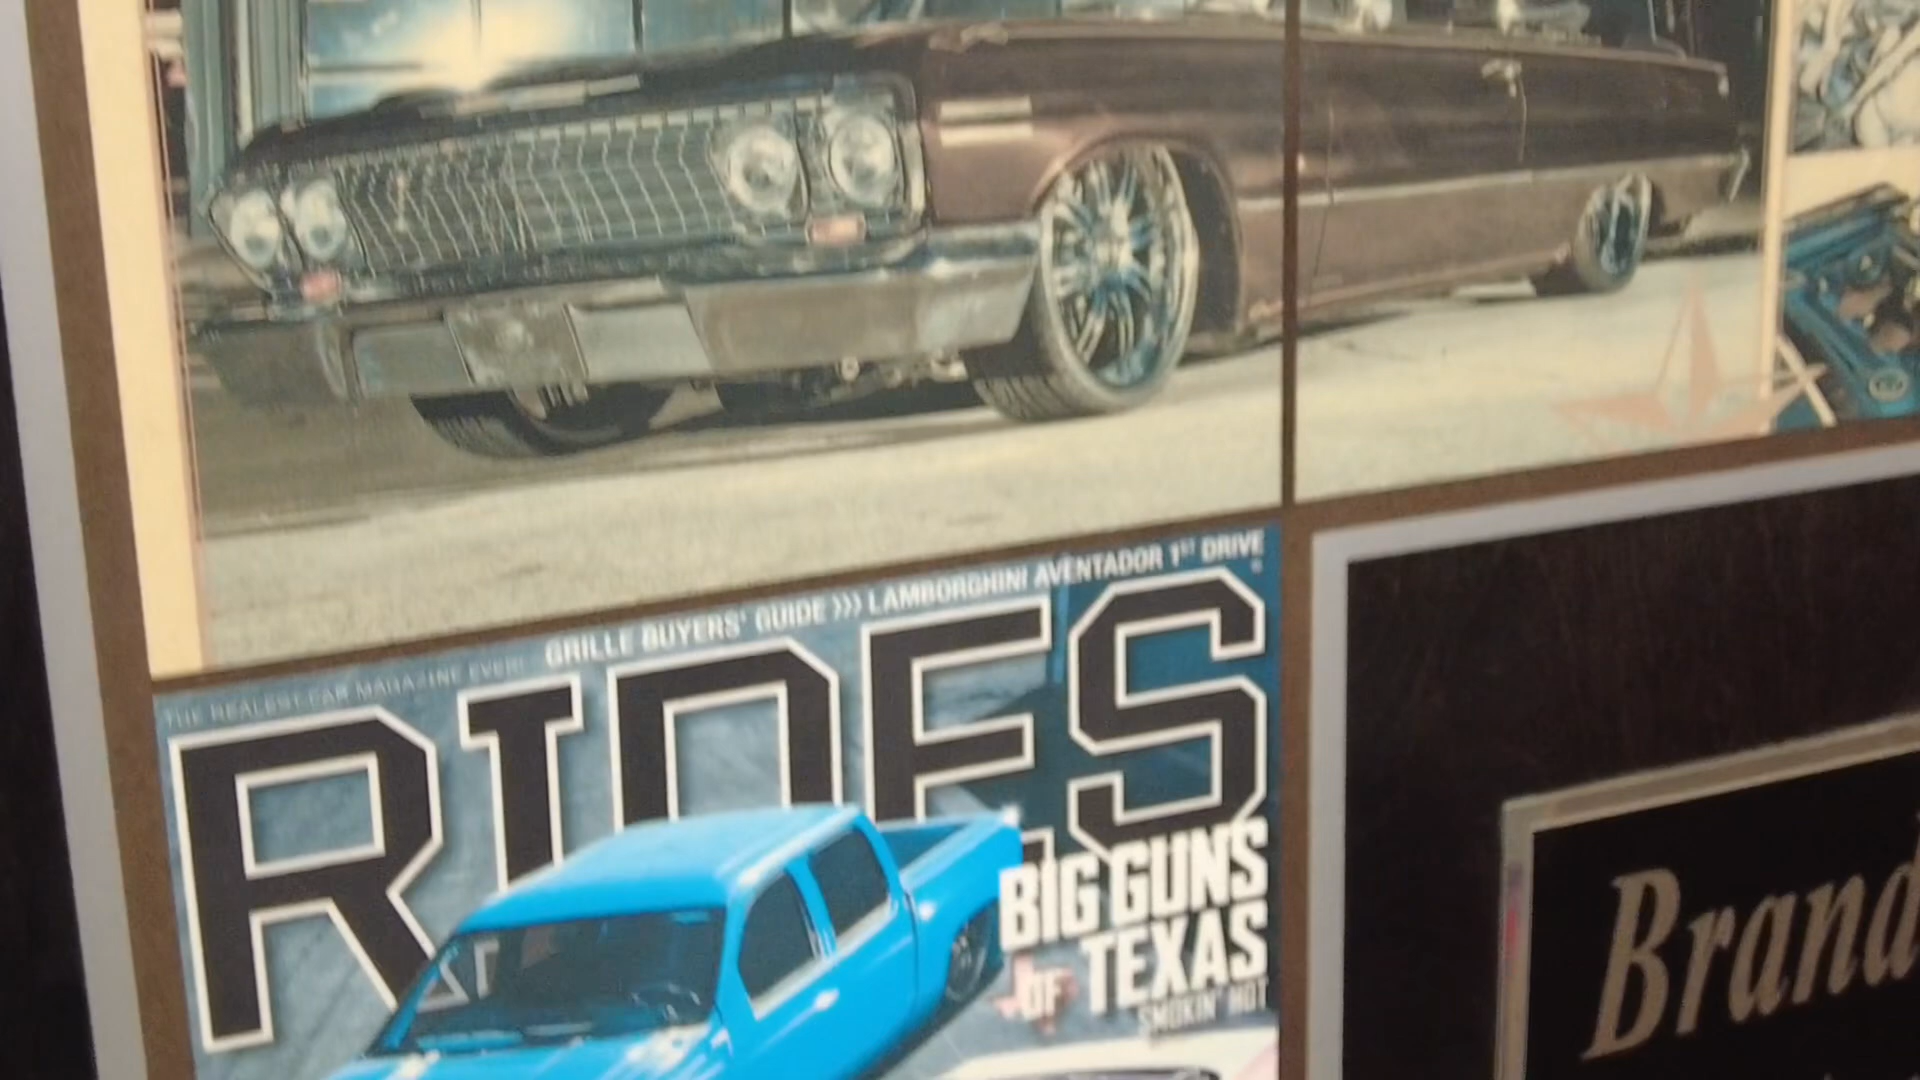 THE REALEST CAR MAGAZINE EVER!
GRILLE BUYERS' GUIDE >>> LAMBORGHINI AVENTADOR 1ST DRIVE
RIDES
BIG GUNS
OF TEXAS
SMOKIN' HOT
Brand